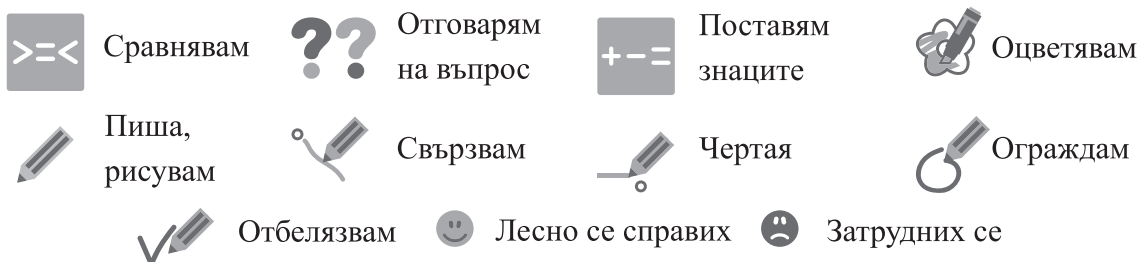 >=< Сравнявам
?? Отговарям
на въпрос
+−= Поставям
знаците
Оцветявам
Пиша,
рисувам
Свързвам
Чертая
Ограждам
Отбелязвам
Лесно се справих
Затрудних се